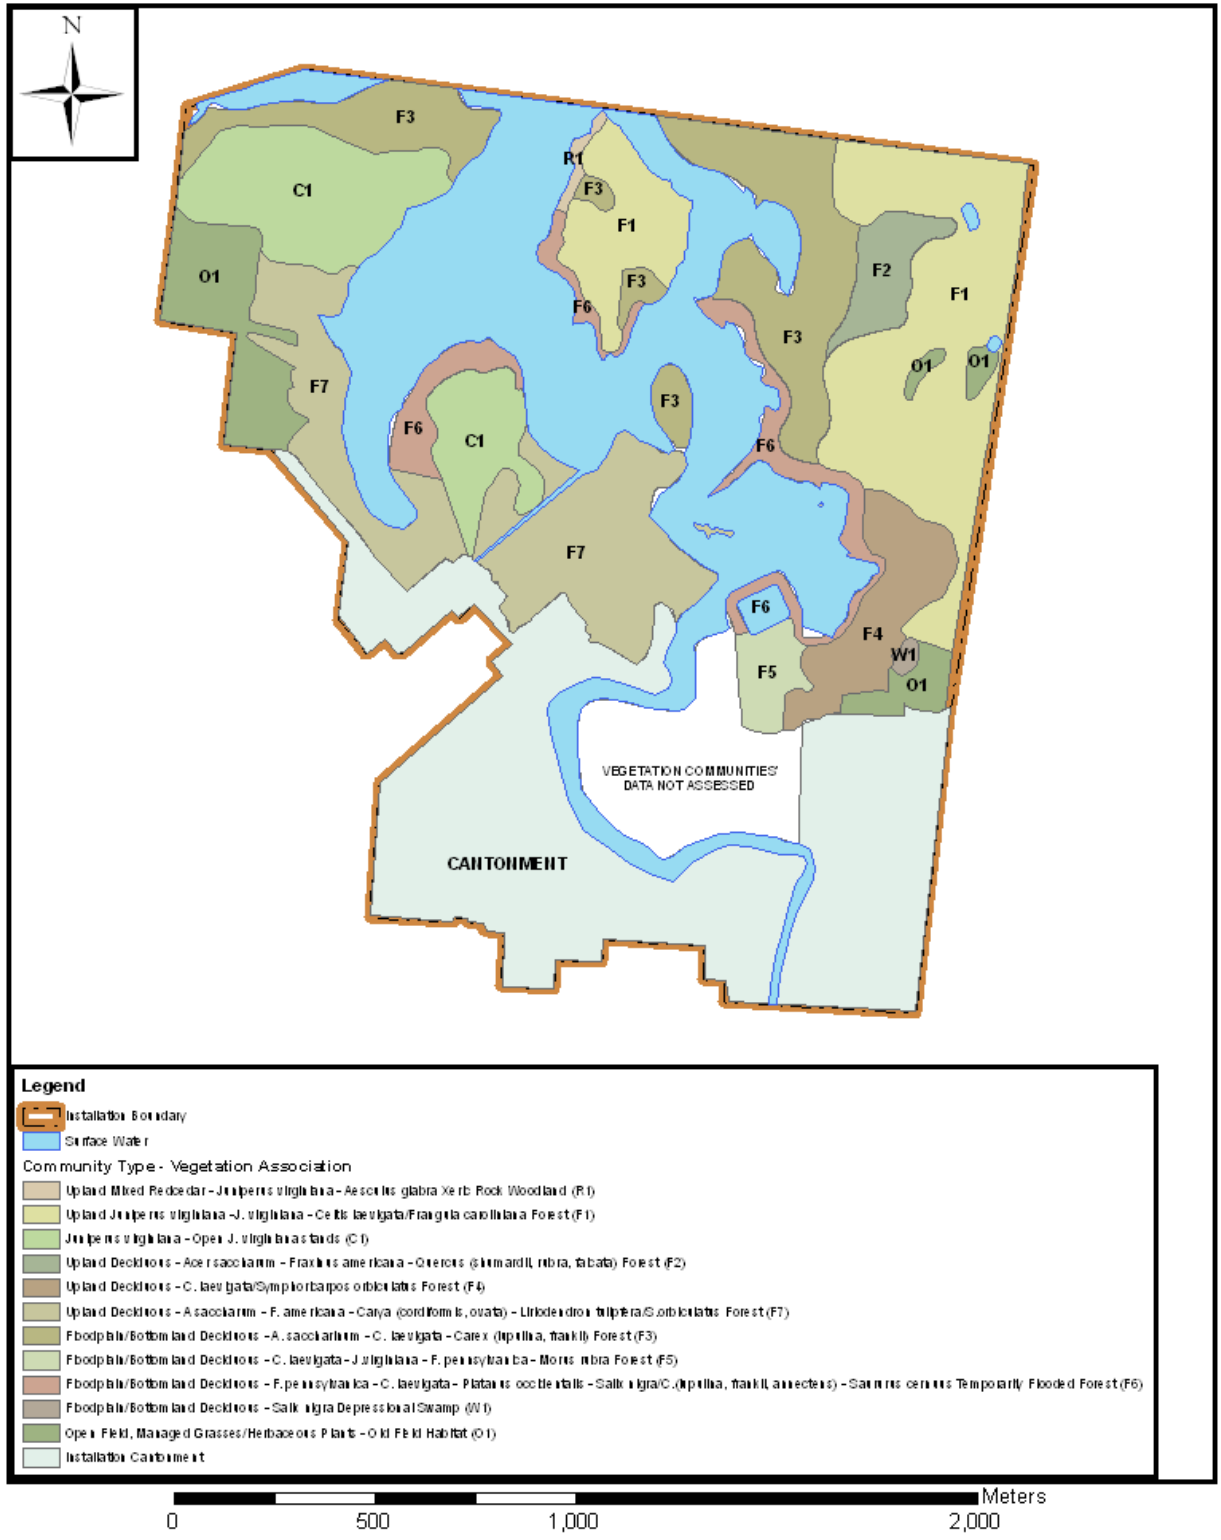 N
F3
R1
C1
F3
F1
O1
F2
F3
F1
F6
F3
O1
O1
F7
F3
F6
C1
F6
F7
F6
F4
W1
F5
O1
VEGETATION COMMUNITIES'
DATA NOT ASSESSED
CANTONMENT
Legend
Installation Boundary
Surface Water
Community Type - Vegetation Association
Upland Mixed Redcedar - Juniperus virginiana - Aesculus glabra Xeric Rock Woodland (R1)
Upland Juniperus virginiana - J. virginiana - Celtis laevigata/Frangula caroliniana Forest (F1)
Juniperus virginiana - Open J. virginiana stands (C1)
Upland Deciduous - Acer saccharum - Fraxinus americana - Quercus (shumardii, rubra, falcata) Forest (F2)
Upland Deciduous - C. laevigata/Symphoricarpos orbiculatus Forest (F4)
Upland Deciduous - A saccharum - F. americana - Carya (cordiformis, ovata) - Liriodendron tulipifera/S.orbiculatus Forest (F7)
Floodplain/Bottomland Deciduous - A. saccharinum - C. laevigata - Carex (lupulina, frankii) Forest (F3)
Floodplain/Bottomland Deciduous - C. laevigata - J.virginiana - F. pennsylvanica - Morus rubra Forest (F5)
Floodplain/Bottomland Deciduous - F.pennsylvanica - C. laevigata - Platanus occidentalis - Salix nigra/C.(lupulina, frankii, annectens) - Saururus cernuus Temporarily Flooded Forest (F6)
Floodplain/Bottomland Deciduous - Salix nigra Depressional Swamp (W1)
Open Field, Managed Grasses/Herbaceous Plants - Old Field Habitat (O1)
Installation Cantonment
Meters
0 500 1,000 2,000